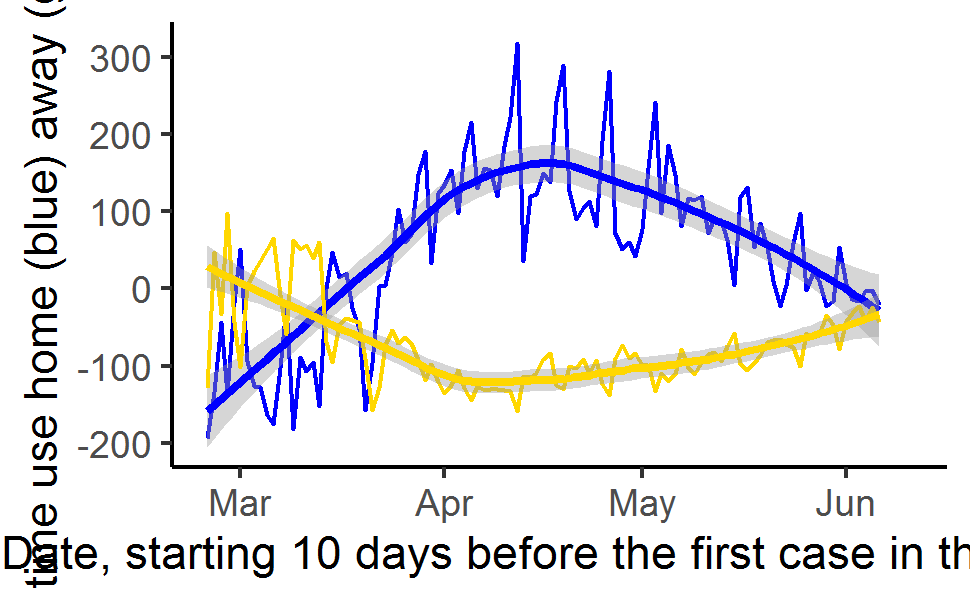 time use home (blue) away (
300
200
100
0
-100
-200
Mar Apr May Jun
Date, starting 10 days before the first case in th